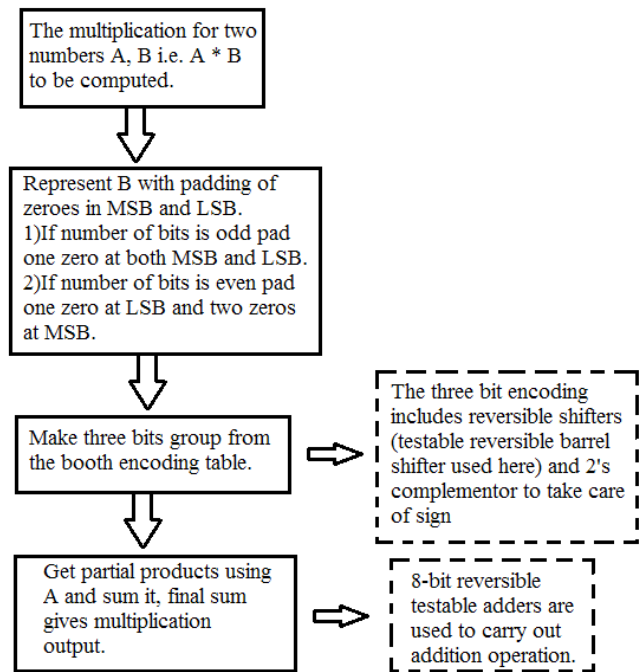 The multiplication for two
numbers A, B i.e. A * B
to be computed.
Represent B with padding of
zeroes in MSB and LSB.
1)If number of bits is odd pad
one zero at both MSB and LSB.
2)If number of bits is even pad
one zero at LSB and two zeros
at MSB.
Make three bits group from
the booth encoding table.
The three bit encoding
includes reversible shifters
(testable reversible barrel
shifter used here) and 2's
complementor to take care
of sign
Get partial products using
A and sum it, final sum
gives multiplication
output.
8-bit reversible
testable adders are
used to carry out
addition operation.